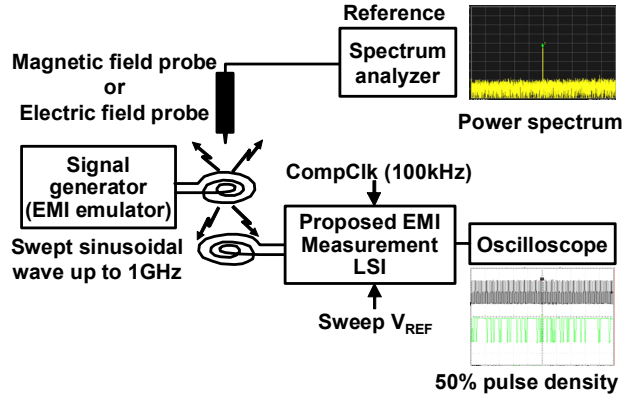 Reference
Spectrum
analyzer
Power spectrum
Magnetic field probe
or
Electric field probe
Signal
generator
(EMI emulator)
Swept sinusoidal
wave up to 1GHz
CompClk (100kHz)
Proposed EMI
Measurement
LSI
Sweep VREF
Oscilloscope
50% pulse density